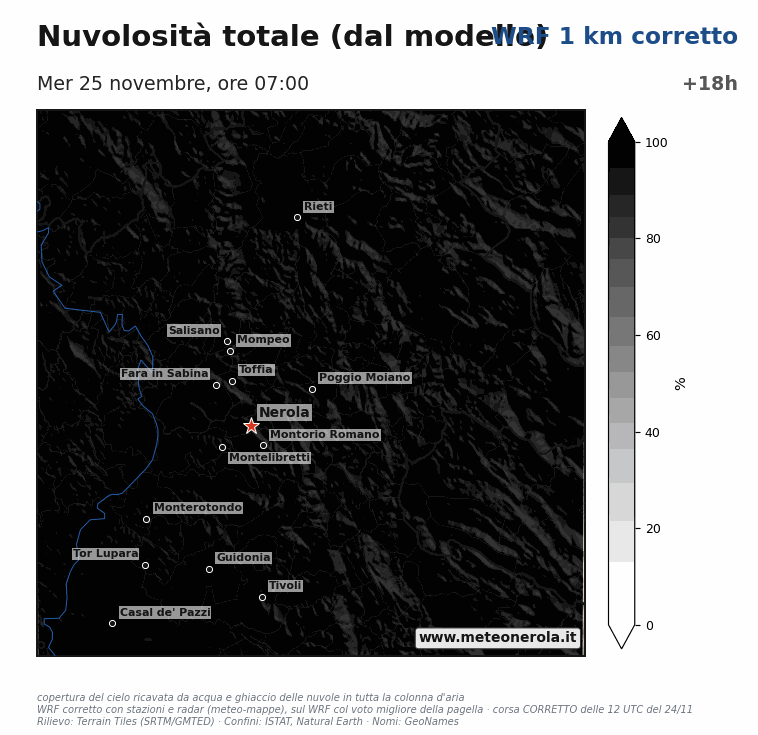 Nuvolosità totale (dal modello)
WRF 1 km corretto
Mer 25 novembre, ore 07:00
+18h
100
80
60
40
20
0
%
Rieti
Salisano
Mompeo
Toffia
Fara in Sabina
Poggio Moiano
Nerola
Montorio Romano
Montelibretti
Monterotondo
Tor Lupara
Guidonia
Tivoli
Casal de' Pazzi
www.meteonerola.it
copertura del cielo ricavata da acqua e ghiaccio delle nuvole in tutta la colonna d'aria
WRF corretto con stazioni e radar (meteo-mappe), sul WRF col voto migliore della pagella · corsa CORRETTO delle 12 UTC del 24/11
Rilievo: Terrain Tiles (SRTM/GMTED) · Confini: ISTAT, Natural Earth · Nomi: GeoNames